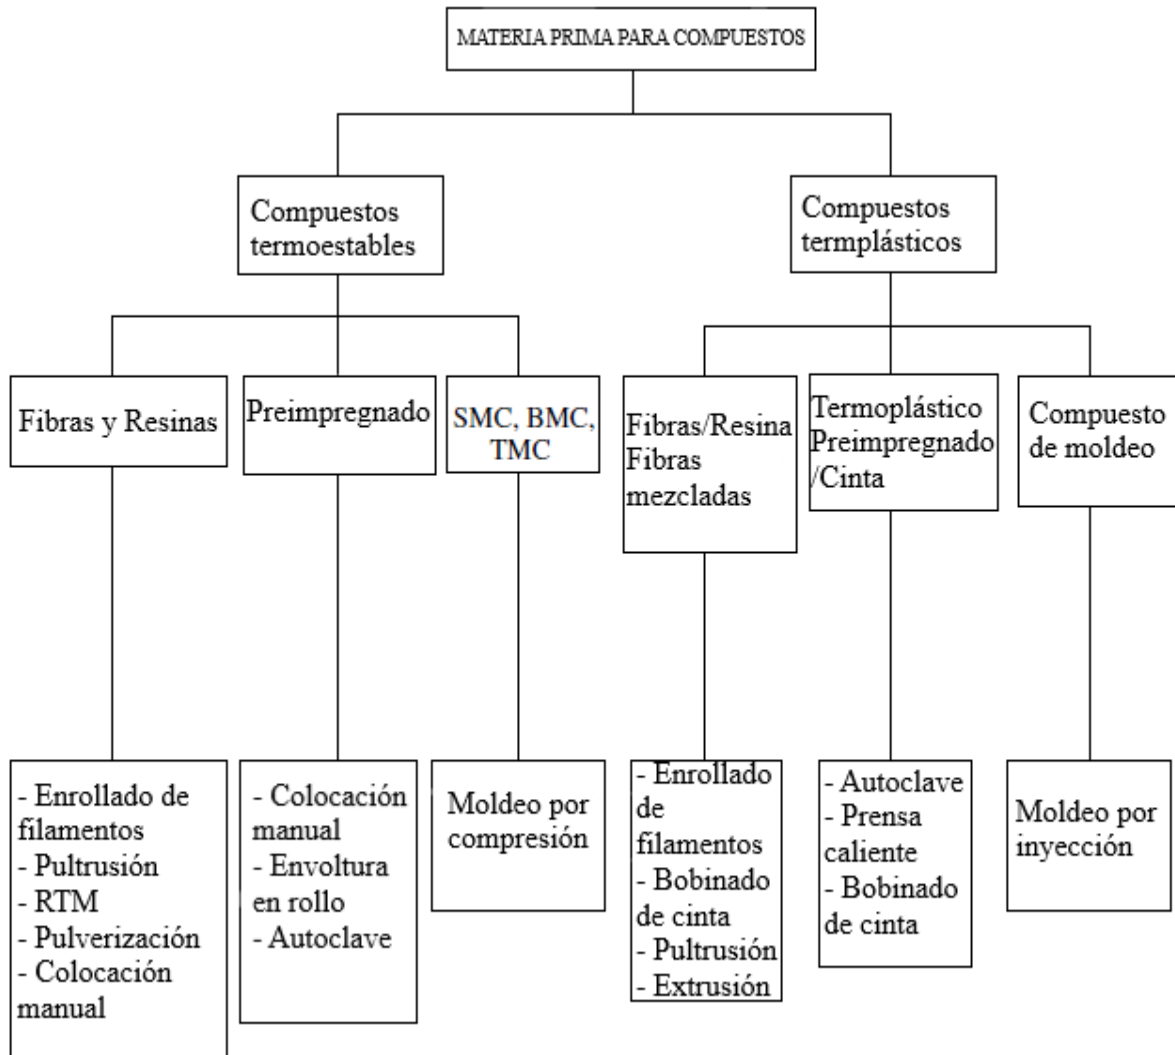 MATERIA PRIMA PARA COMPUESTOS
Compuestos
termoestables
Compuestos
termplásticos
Fibras y Resinas
Preimpregnado
SMC, BMC,
TMC
Fibras/Resina
Fibras
mezcladas
Termoplástico
Preimpregnado
/Cinta
Compuesto
de moldeo
- Enrollado de
filamentos
- Pultrusión
- RTM
- Pulverización
- Colocación
manual
- Colocación
manual
- Envoltura
en rollo
- Autoclave
Moldeo por
compresión
- Enrollado
de
filamentos
- Bobinado
de cinta
- Pultrusión
- Extrusión
- Autoclave
- Prensa
caliente
- Bobinado
de cinta
Moldeo por
inyección